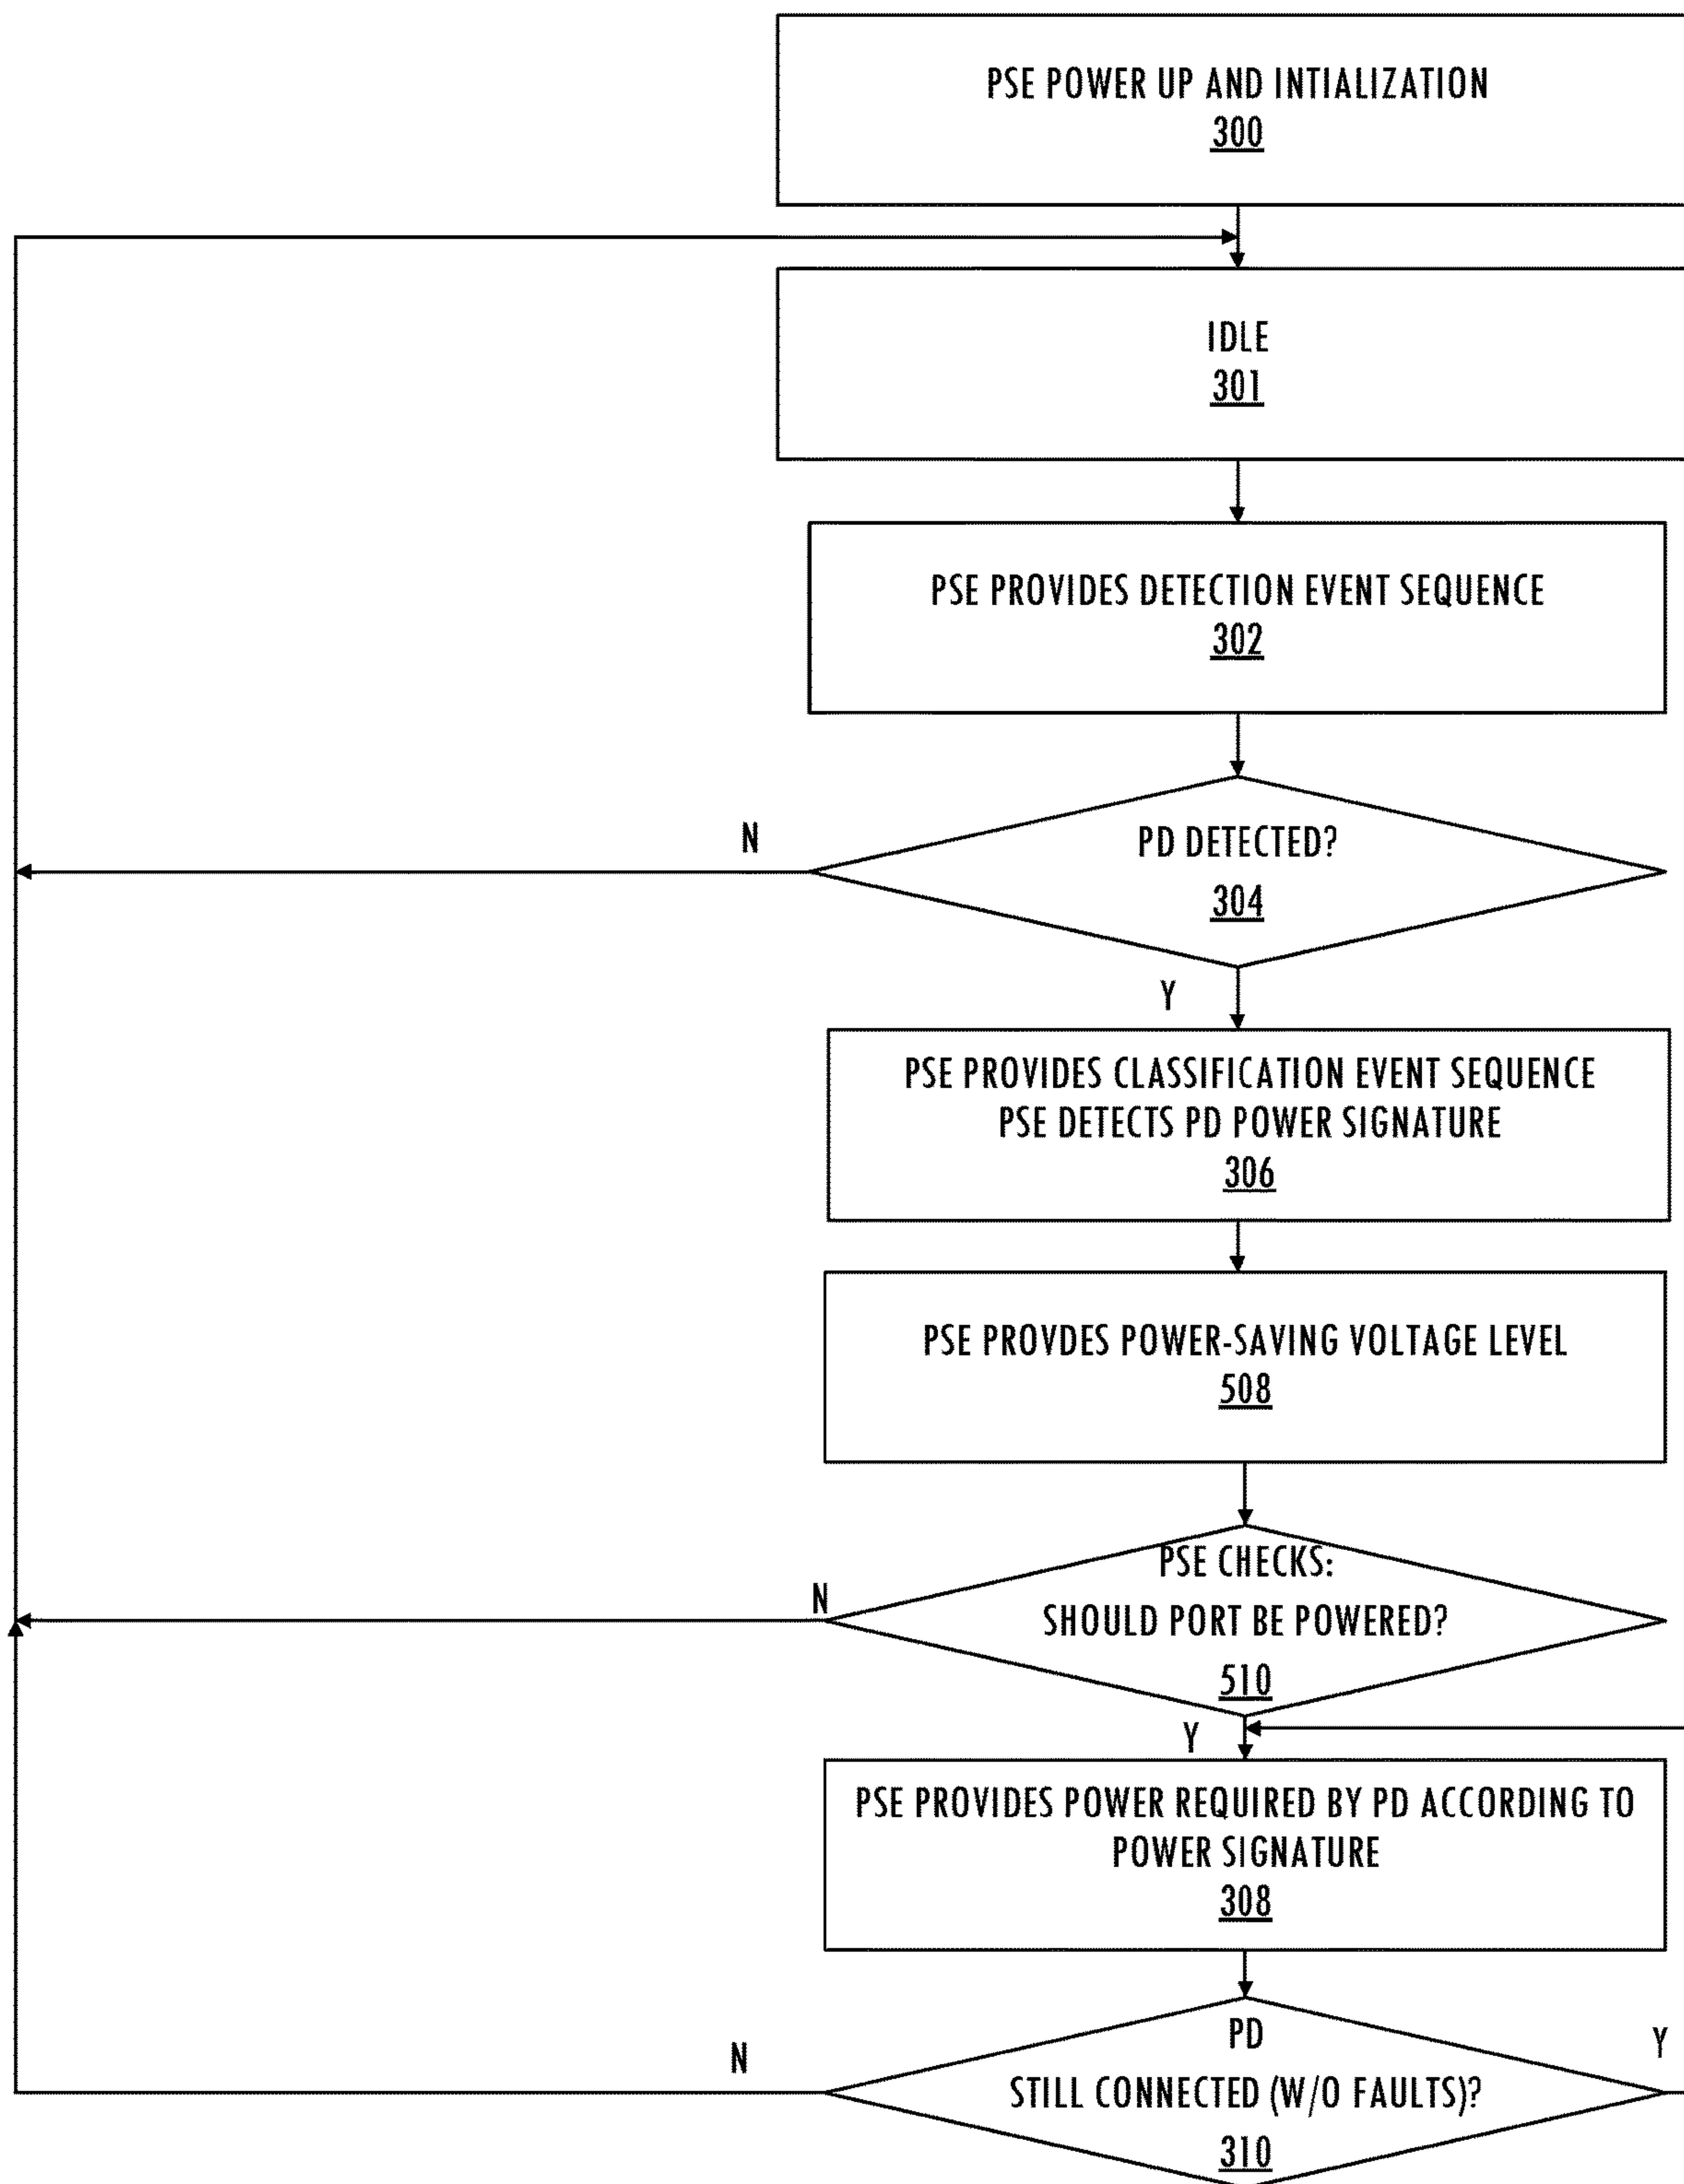 PSE POWER UP AND INTIALIZATION
300
IDLE
301
PSE PROVIDES DETECTION EVENT SEQUENCE
302
N
PD DETECTED?
304
Y
PSE PROVIDES CLASSIFICATION EVENT SEQUENCE
PSE DETECTS PD POWER SIGNATURE
306
PSE PROVDES POWER-SAVING VOLTAGE LEVEL
508
PSE CHECKS:
N
SHOULD PORT BE POWERED?
510
Y
PSE PROVIDES POWER REQUIRED BY PD ACCORDING TO
POWER SIGNATURE
308
PD
N
Y
STILL CONNECTED (W/O FAULTS)?
310